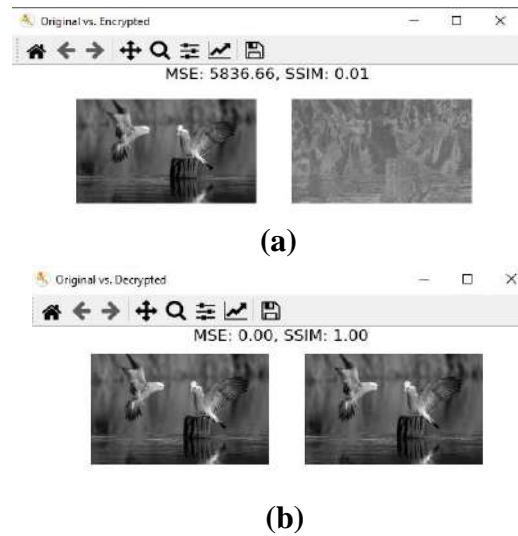 Original vs. Encrypted
MSE: 5836.66, SSIM: 0.01
(a)
Original vs. Decrypted
MSE: 0.00, SSIM: 1.00
(b)